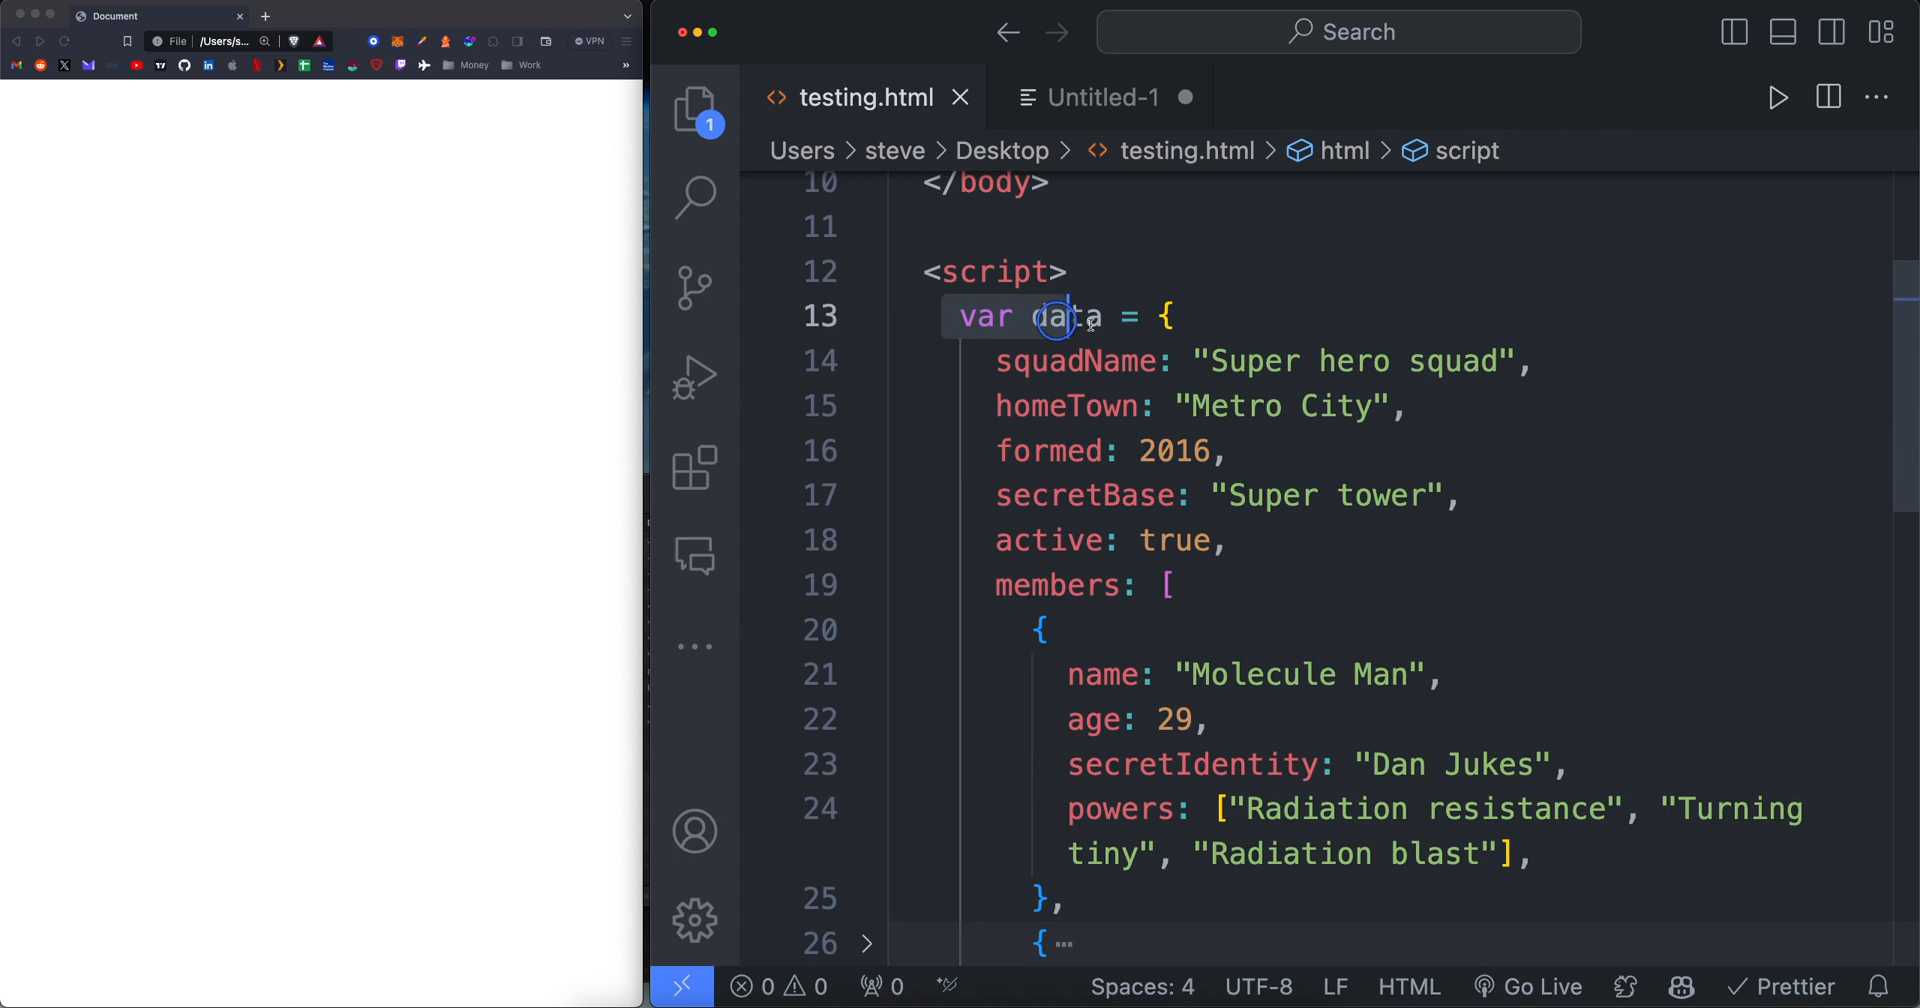 Document
File /Users/s...
VPN
Money
Work
»
Search
testing.html
Untitled-1
1
Users > steve > Desktop > testing.html > html > script
10 </body>
11
12 <script>
13 var data = {
14 squadName: "Super hero squad",
15 homeTown: "Metro City",
16 formed: 2016,
17 secretBase: "Super tower",
18 active: true,
19 members: [
20 {
21 name: "Molecule Man",
22 age: 29,
23 secretIdentity: "Dan Jukes",
24 powers: ["Radiation resistance", "Turning
tiny", "Radiation blast"],
25 },
26 {
0 0 0 Spaces: 4 UTF-8 LF HTML Go Live Prettier